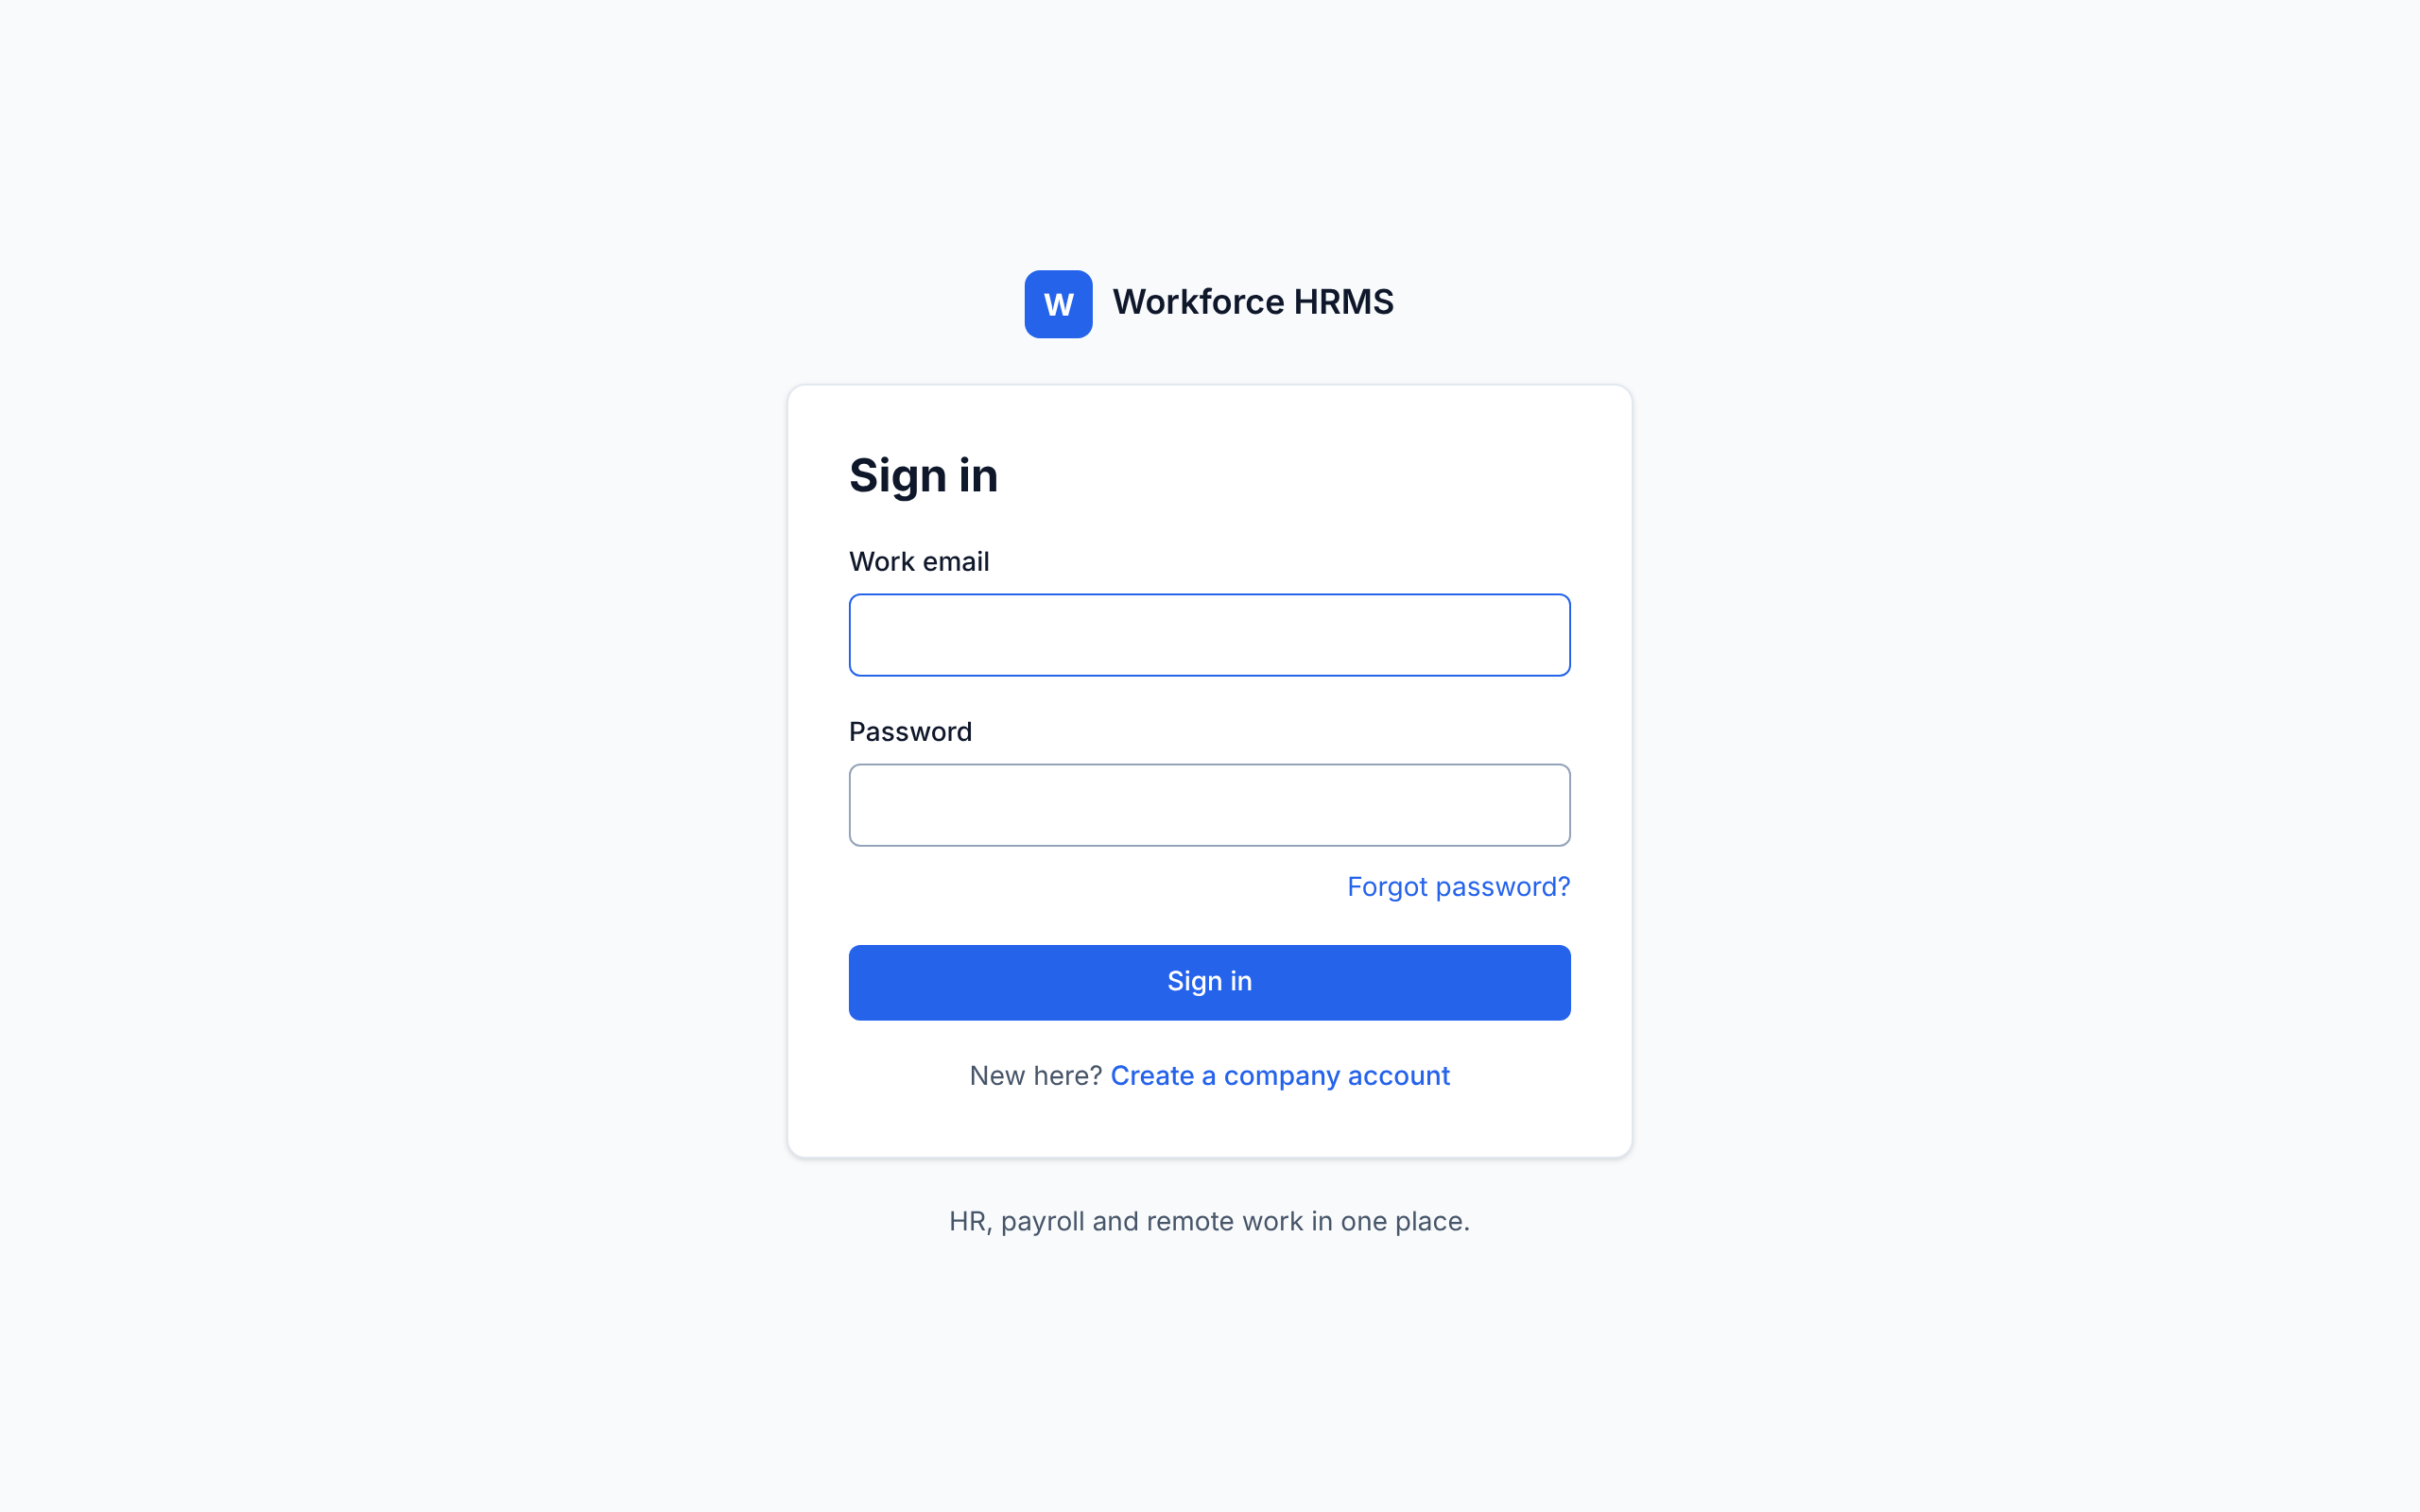 W Workforce HRMS
Sign in
Work email
Password
Forgot password?
Sign in
New here? Create a company account
HR, payroll and remote work in one place.